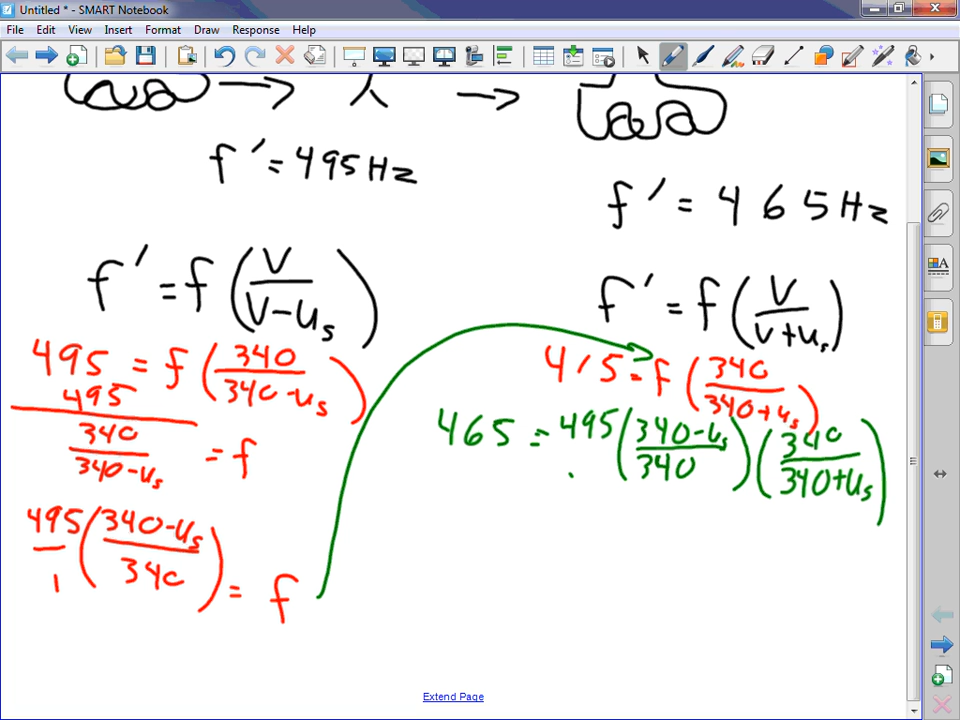 Untitled * - SMART Notebook
File Edit View Insert Format Draw Response Help
f' = 495 Hz
f' = 465 Hz
f' = f (V / V - us)
495 = f (340 / 340 - us)
495 / (340 / 340 - us) = f
495/1 (340 - us / 340) = f
f' = f (V / V + us)
415 = f (340 / 340 + us)
465 = 495 (340 - us / 340) (340 / 340 + us)
Extend Page